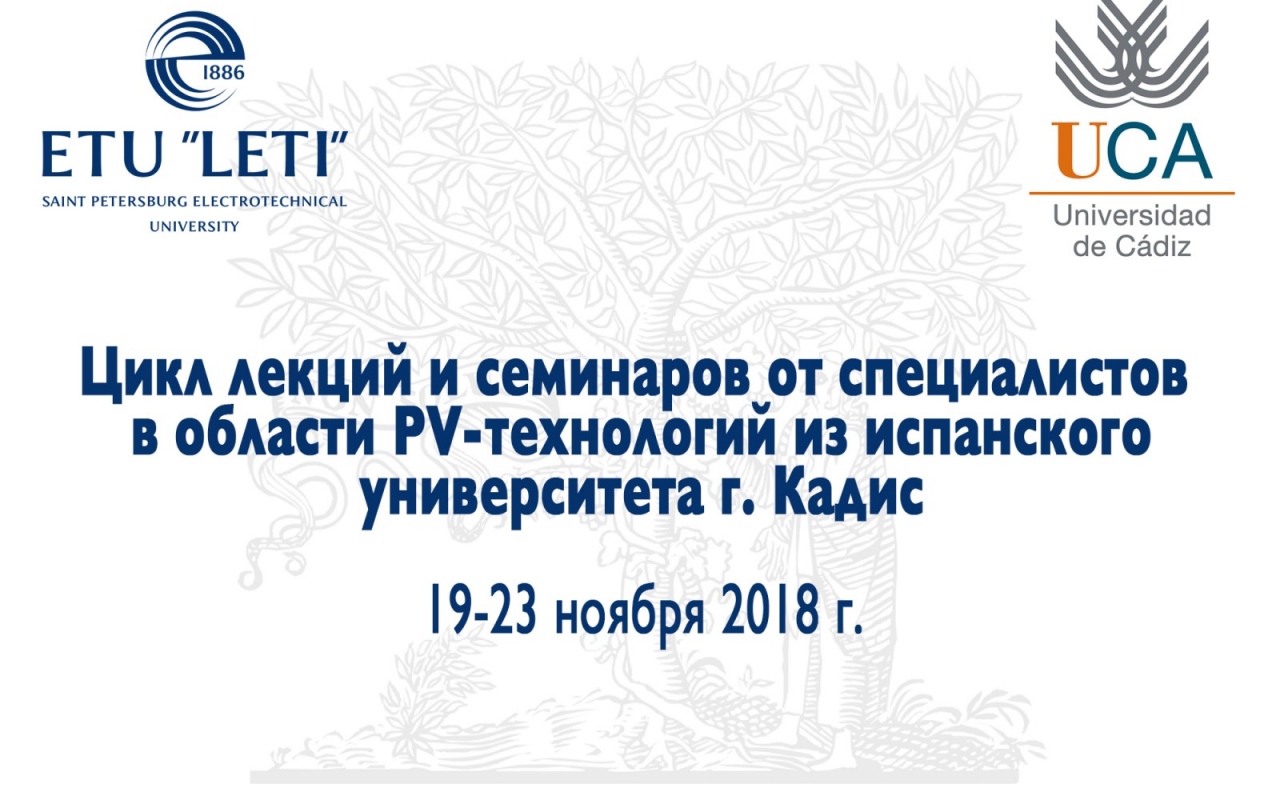 1886
ETU "LETI"
SAINT PETERSBURG ELECTROTECHNICAL
UNIVERSITY
UCA
Universidad
de Cádiz
Цикл лекций и семинаров от специалистов
в области PV-технологий из испанского
университета г. Кадис
19-23 ноября 2018 г.